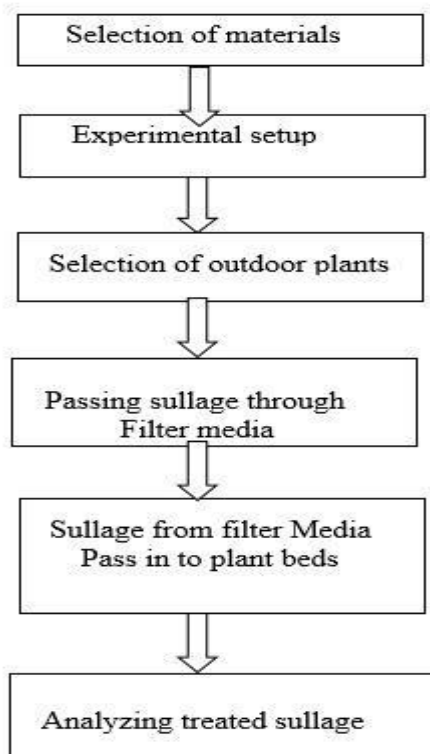 Selection of materials
Experimental setup
Selection of outdoor plants
Passing sullage through
Filter media
Sullage from filter Media
Pass in to plant beds
Analyzing treated sullage